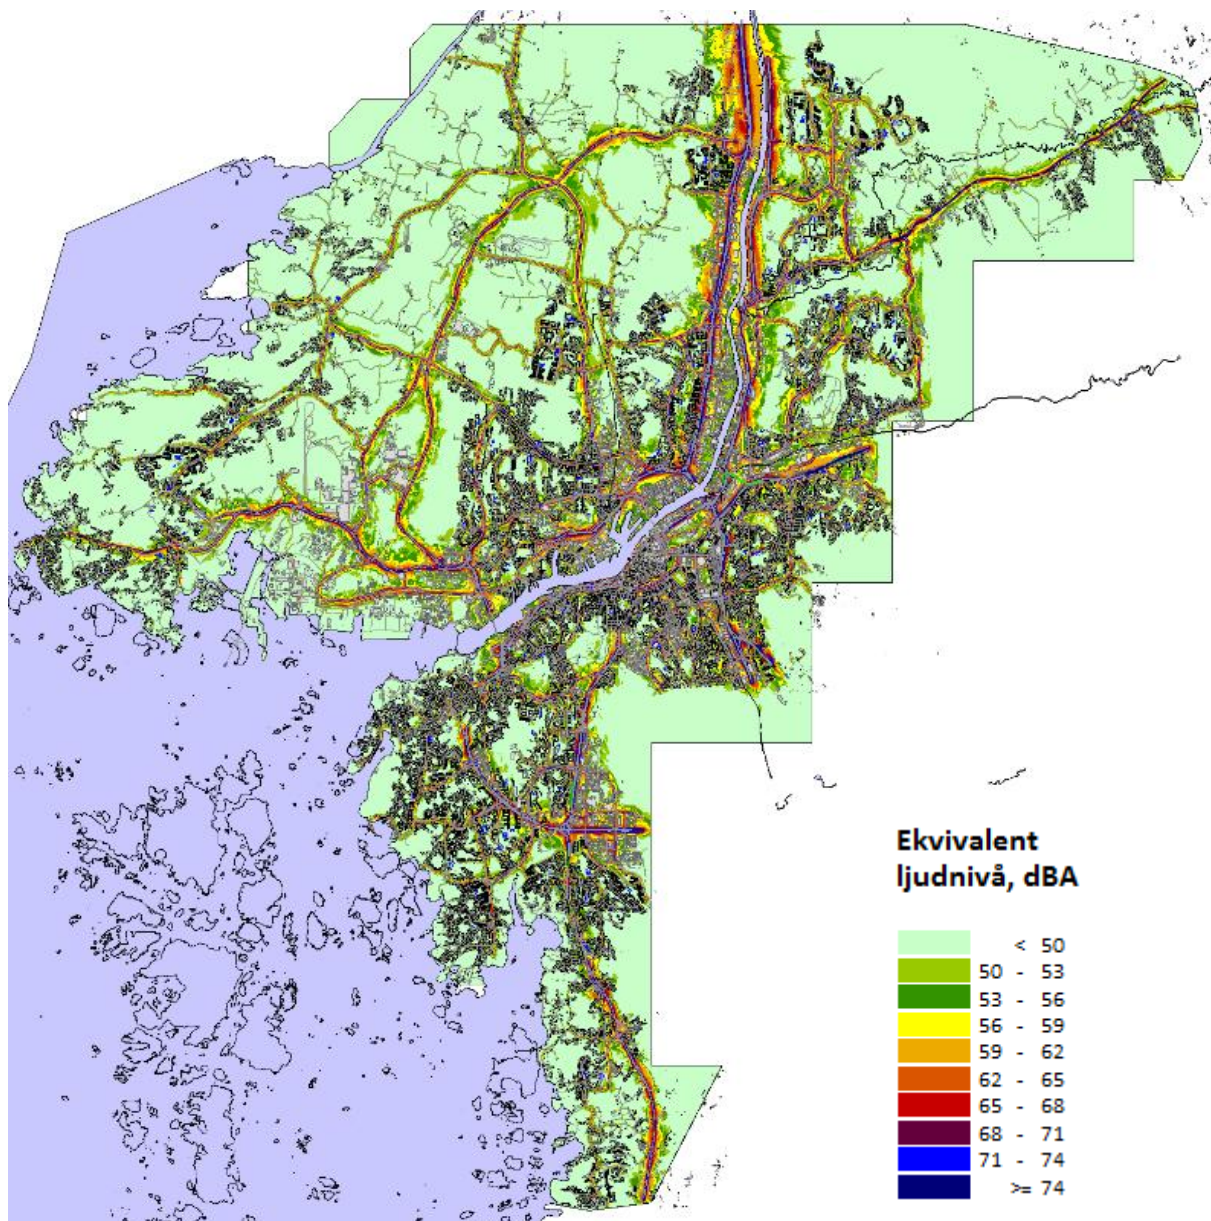 Ekvivalent
ljudnivå, dBA
< 50
50 - 53
53 - 56
56 - 59
59 - 62
62 - 65
65 - 68
68 - 71
71 - 74
>= 74